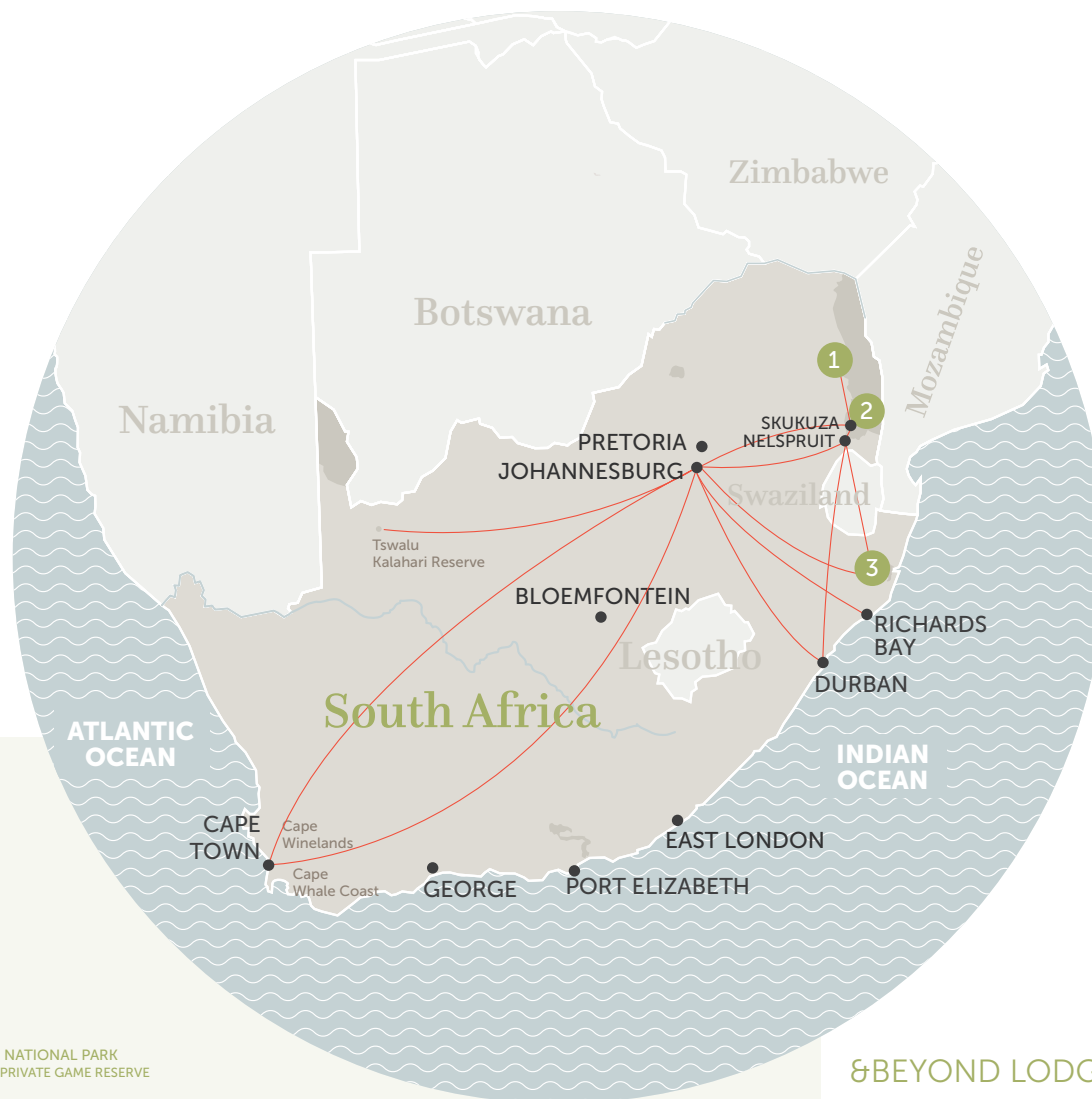 Zimbabwe
Botswana
Mozambique
Namibia
1
2
SKUKUZA
NELSPRUIT
PRETORIA
JOHANNESBURG
Swaziland
Tswalu
Kalahari Reserve
3
BLOEMFONTEIN
RICHARDS
BAY
Lesotho
DURBAN
South Africa
ATLANTIC
OCEAN
INDIAN
OCEAN
CAPE
TOWN
Cape
Winelands
EAST LONDON
Cape
Whale Coast
GEORGE
PORT ELIZABETH
NATIONAL PARK
PRIVATE GAME RESERVE
&BEYOND LODG